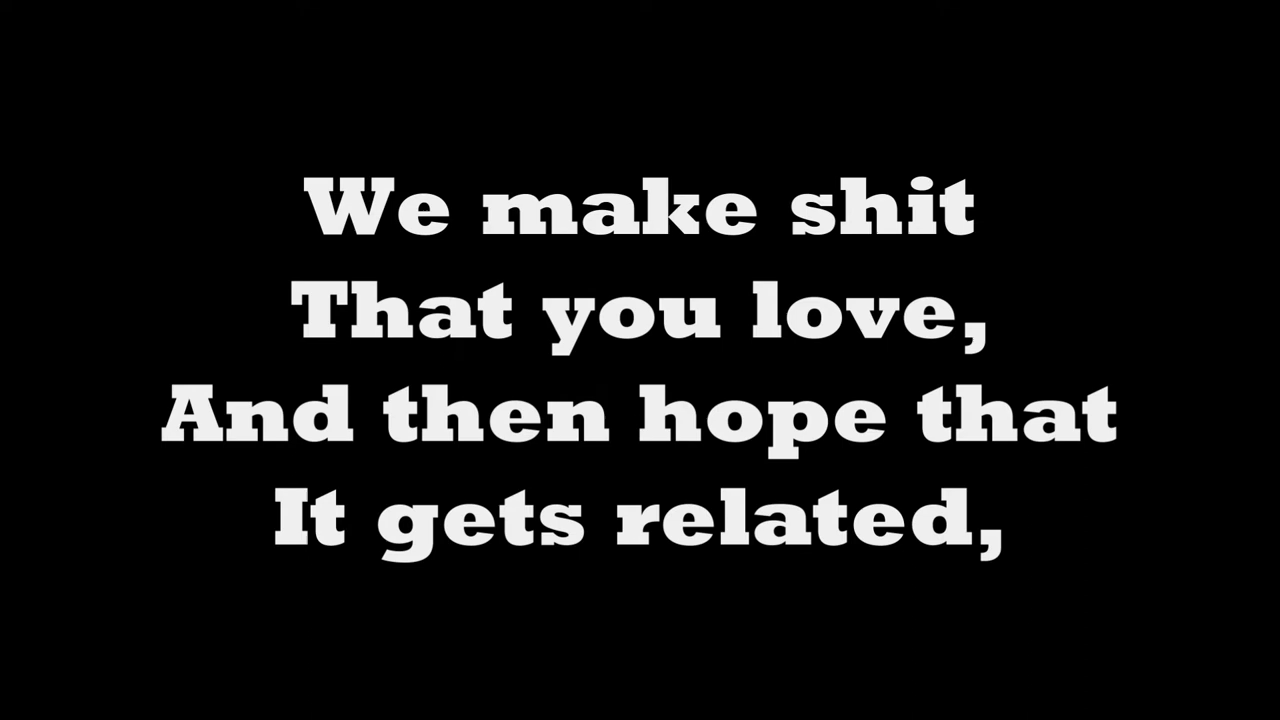 We make shit
That you love,
And then hope that
It gets related,